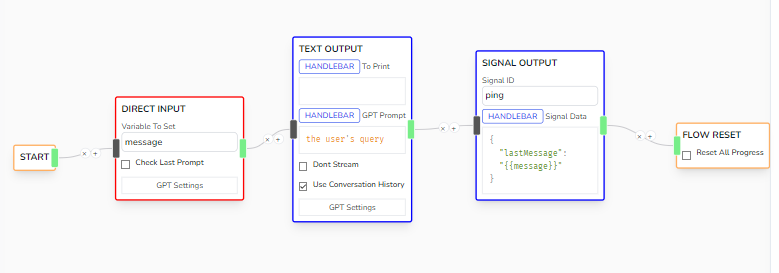 START
DIRECT INPUT
Variable To Set
message
Check Last Prompt
GPT Settings
TEXT OUTPUT
HANDLEBAR To Print
HANDLEBAR GPT Prompt
the user's query
Dont Stream
Use Conversation History
GPT Settings
SIGNAL OUTPUT
Signal ID
ping
HANDLEBAR Signal Data
{
"lastMessage":
"{{message}}"
}
FLOW RESET
Reset All Progress